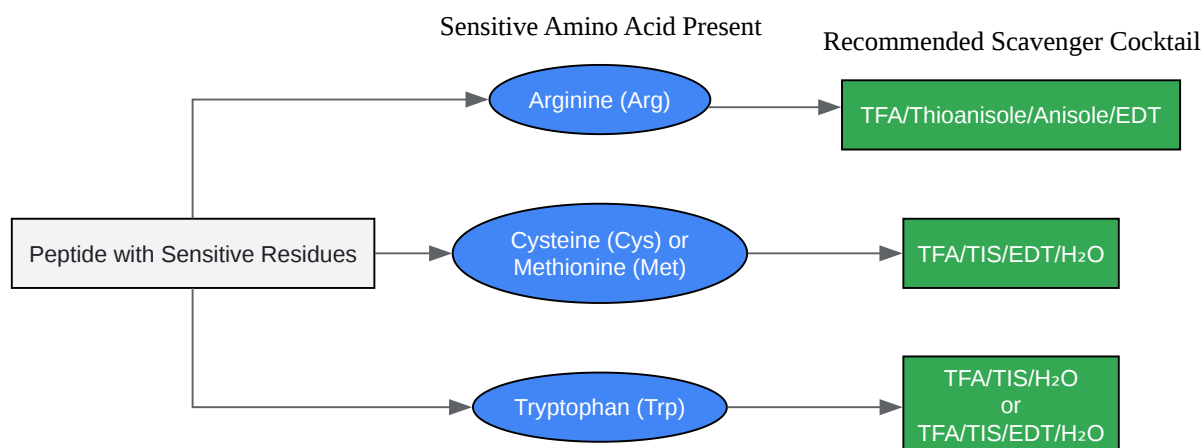 Sensitive Amino Acid Present
Recommended Scavenger Cocktail
Arginine (Arg)
TFA/Thioanisole/Anisole/EDT
Peptide with Sensitive Residues
Cysteine (Cys) or
Methionine (Met)
TFA/TIS/EDT/H₂O
Tryptophan (Trp)
TFA/TIS/H₂O
or
TFA/TIS/EDT/H₂O